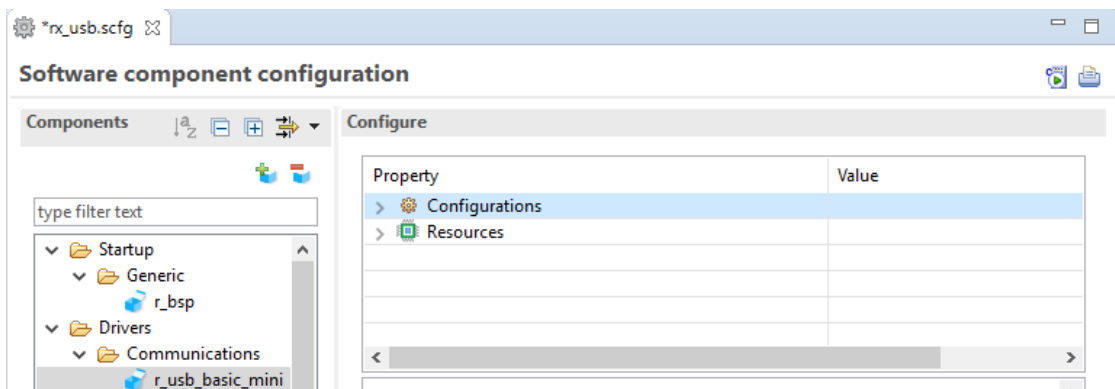 *rx_usb.scfg
Software component configuration
Components
Configure
type filter text
Startup
Generic
r_bsp
Drivers
Communications
r_usb_basic_mini
Property Value
Configurations
Resources